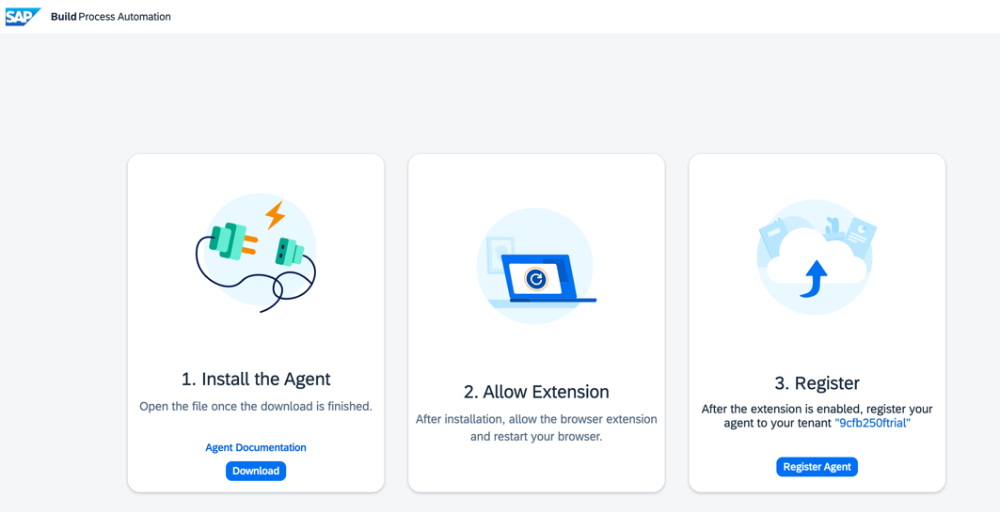 SAP Build Process Automation
1. Install the Agent
Open the file once the download is finished.
Agent Documentation
Download
2. Allow Extension
After installation, allow the browser extension
and restart your browser.
3. Register
After the extension is enabled, register your
agent to your tenant "9cfb250ftrial"
Register Agent